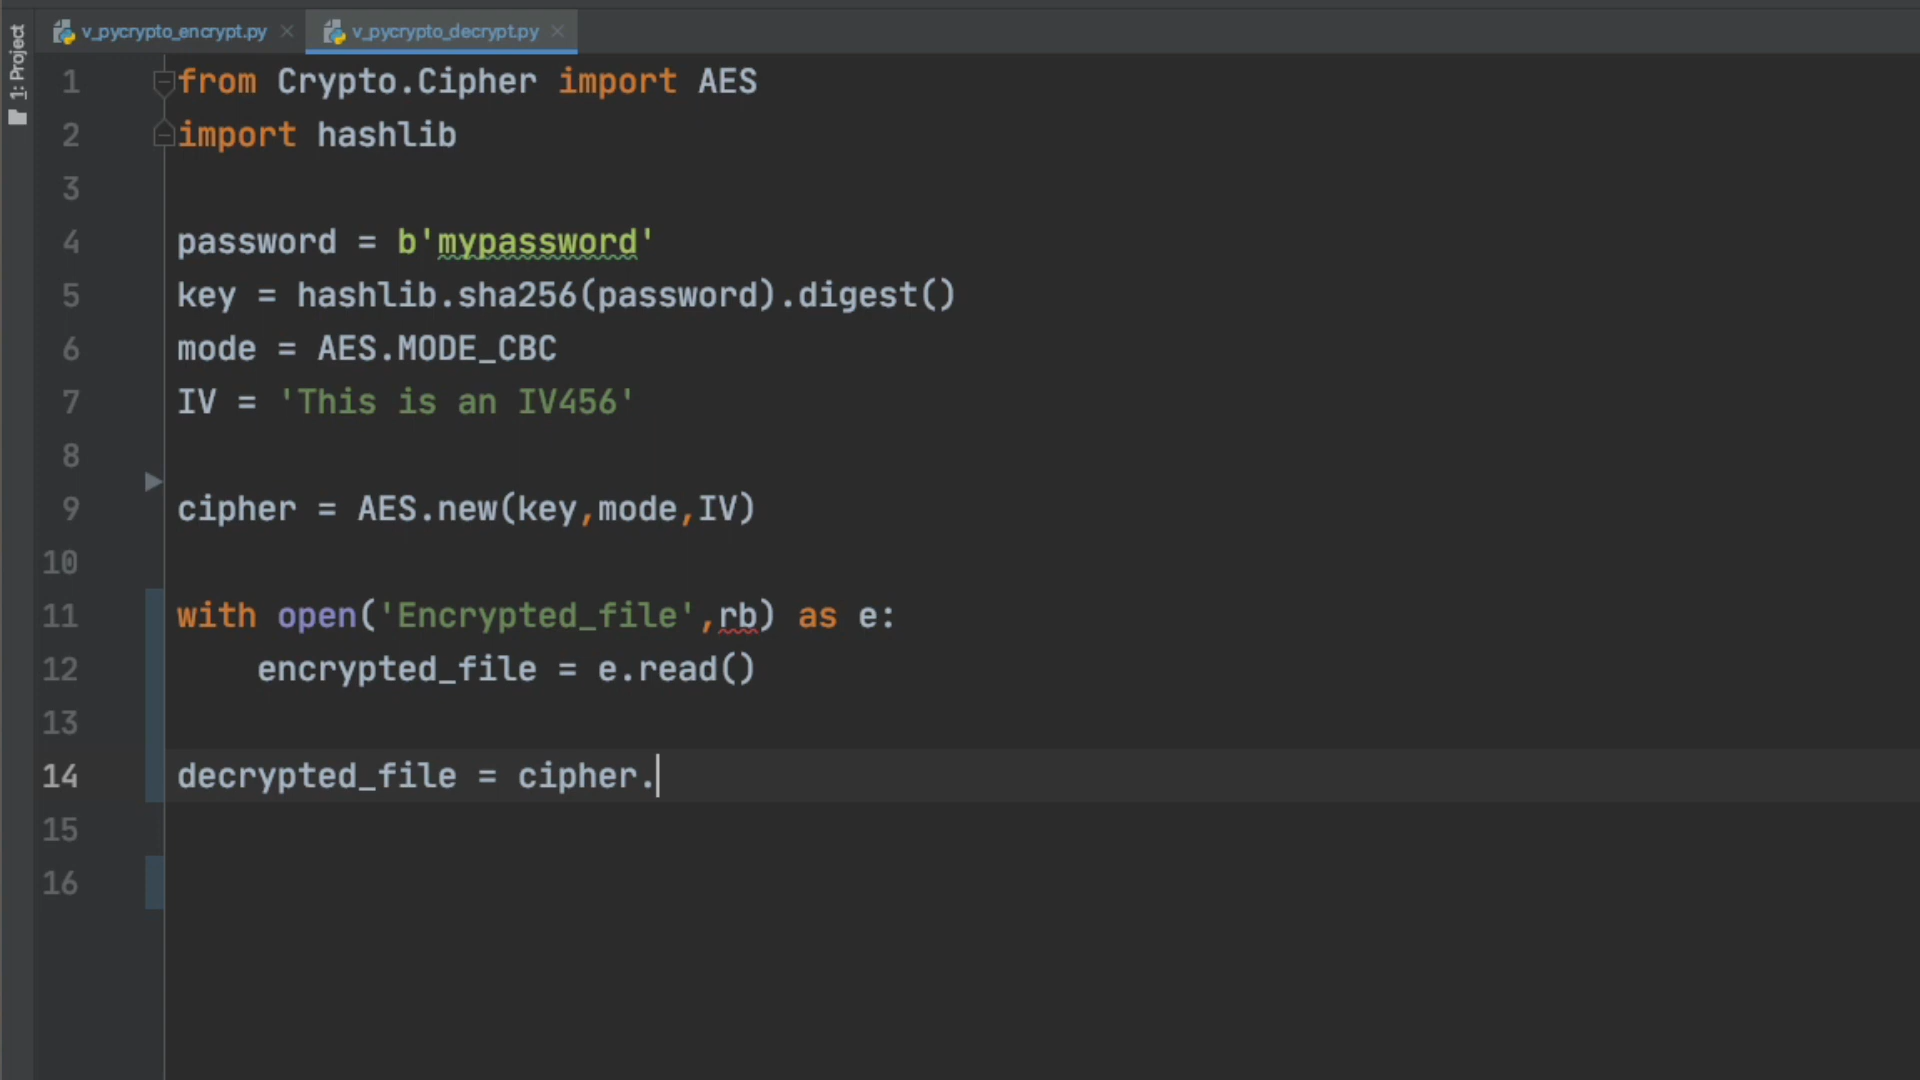 1: Project
v_pycrypto_encrypt.py
v_pycrypto_decrypt.py
1 from Crypto.Cipher import AES
2 import hashlib
3
4 password = b'mypassword'
5 key = hashlib.sha256(password).digest()
6 mode = AES.MODE_CBC
7 IV = 'This is an IV456'
8
9 cipher = AES.new(key,mode,IV)
10
11 with open('Encrypted_file',rb) as e:
12     encrypted_file = e.read()
13
14 decrypted_file = cipher.
15
16